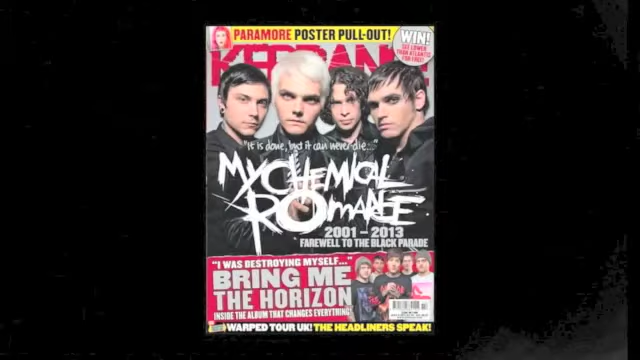 PARAMORE POSTER PULL-OUT!
WIN!
KERRANG
"it is done, but it can never die..."
MY CHEMICAL
ROMANCE
2001 – 2013
FAREWELL TO THE BLACK PARADE
"I WAS DESTROYING MYSELF..."
BRING ME
THE HORIZON
INSIDE THE ALBUM THAT CHANGES EVERYTHING
WARPED TOUR UK! THE HEADLINERS SPEAK!